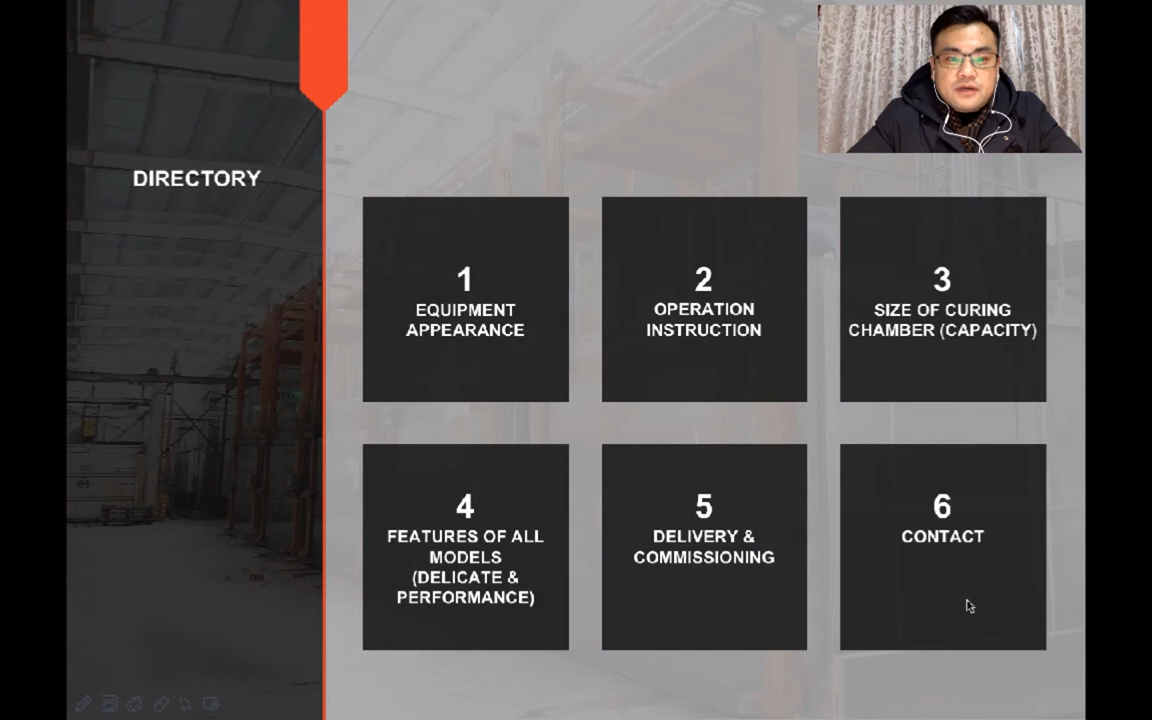 DIRECTORY
1
EQUIPMENT
APPEARANCE
2
OPERATION
INSTRUCTION
3
SIZE OF CURING
CHAMBER (CAPACITY)
4
FEATURES OF ALL
MODELS
(DELICATE &
PERFORMANCE)
5
DELIVERY &
COMMISSIONING
6
CONTACT